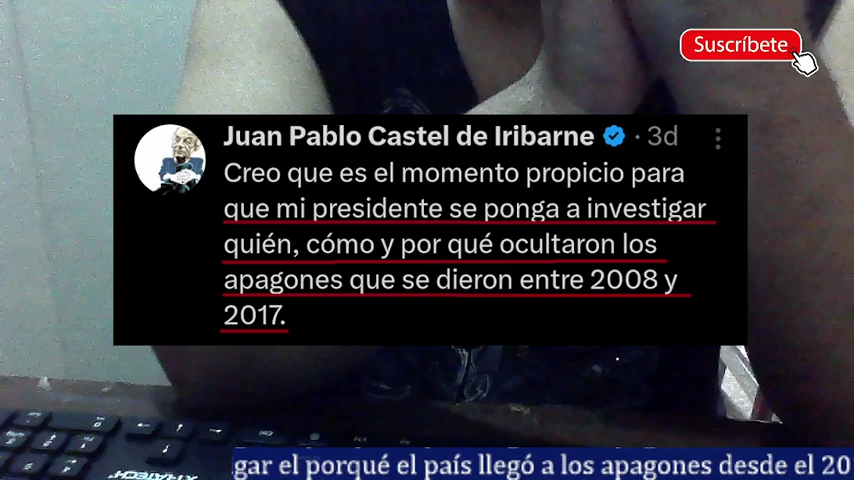 Suscríbete
Juan Pablo Castel de Iribarne · 3d
Creo que es el momento propicio para
que mi presidente se ponga a investigar
quién, cómo y por qué ocultaron los
apagones que se dieron entre 2008 y
2017.
XTRATECH
gar el porqué el país llegó a los apagones desde el 20